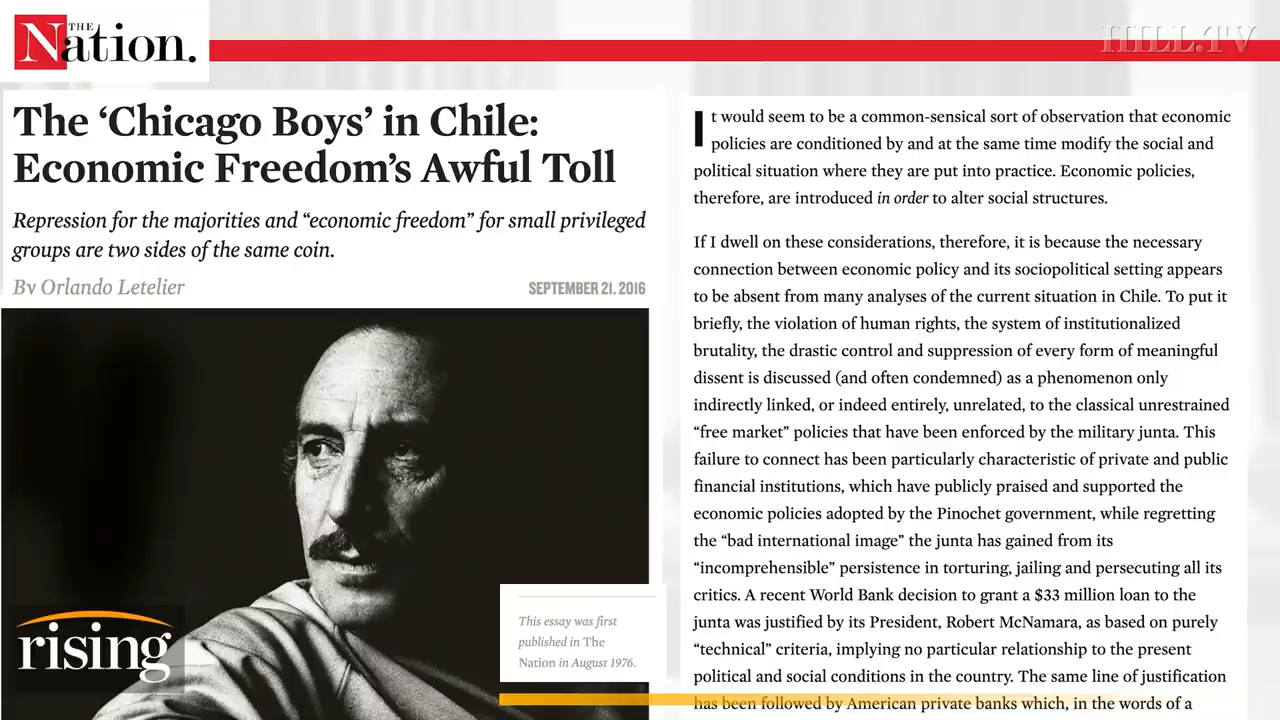 THE
Nation.
HILL.TV
The ‘Chicago Boys’ in Chile:
Economic Freedom’s Awful Toll
Repression for the majorities and “economic freedom” for small privileged
groups are two sides of the same coin.
By Orlando Letelier
SEPTEMBER 21, 2016
This essay was first
published in The
Nation in August 1976.
rising
It would seem to be a common-sensical sort of observation that economic
policies are conditioned by and at the same time modify the social and
political situation where they are put into practice. Economic policies,
therefore, are introduced in order to alter social structures.
If I dwell on these considerations, therefore, it is because the necessary
connection between economic policy and its sociopolitical setting appears
to be absent from many analyses of the current situation in Chile. To put it
briefly, the violation of human rights, the system of institutionalized
brutality, the drastic control and suppression of every form of meaningful
dissent is discussed (and often condemned) as a phenomenon only
indirectly linked, or indeed entirely, unrelated, to the classical unrestrained
“free market” policies that have been enforced by the military junta. This
failure to connect has been particularly characteristic of private and public
financial institutions, which have publicly praised and supported the
economic policies adopted by the Pinochet government, while regretting
the “bad international image” the junta has gained from its
“incomprehensible” persistence in torturing, jailing and persecuting all its
critics. A recent World Bank decision to grant a $33 million loan to the
junta was justified by its President, Robert McNamara, as based on purely
“technical” criteria, implying no particular relationship to the present
political and social conditions in the country. The same line of justification
has been followed by American private banks which, in the words of a